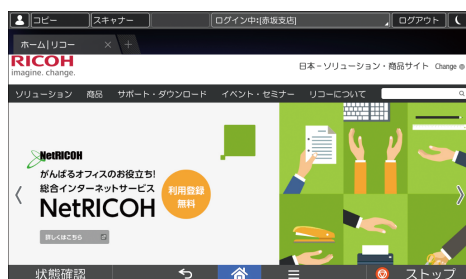 コピー スキャナー ログイン中:[赤坂支店] ログアウト
ホーム|リコー × +
RICOH
imagine. change.
日本 - ソリューション・商品サイト Change
ソリューション 商品 サポート・ダウンロード イベント・セミナー リコーについて
NetRICOH
がんばるオフィスのお役立ち!
総合インターネットサービス
NetRICOH
利用登録
無料
詳しくはこちら
状態確認 ストップ